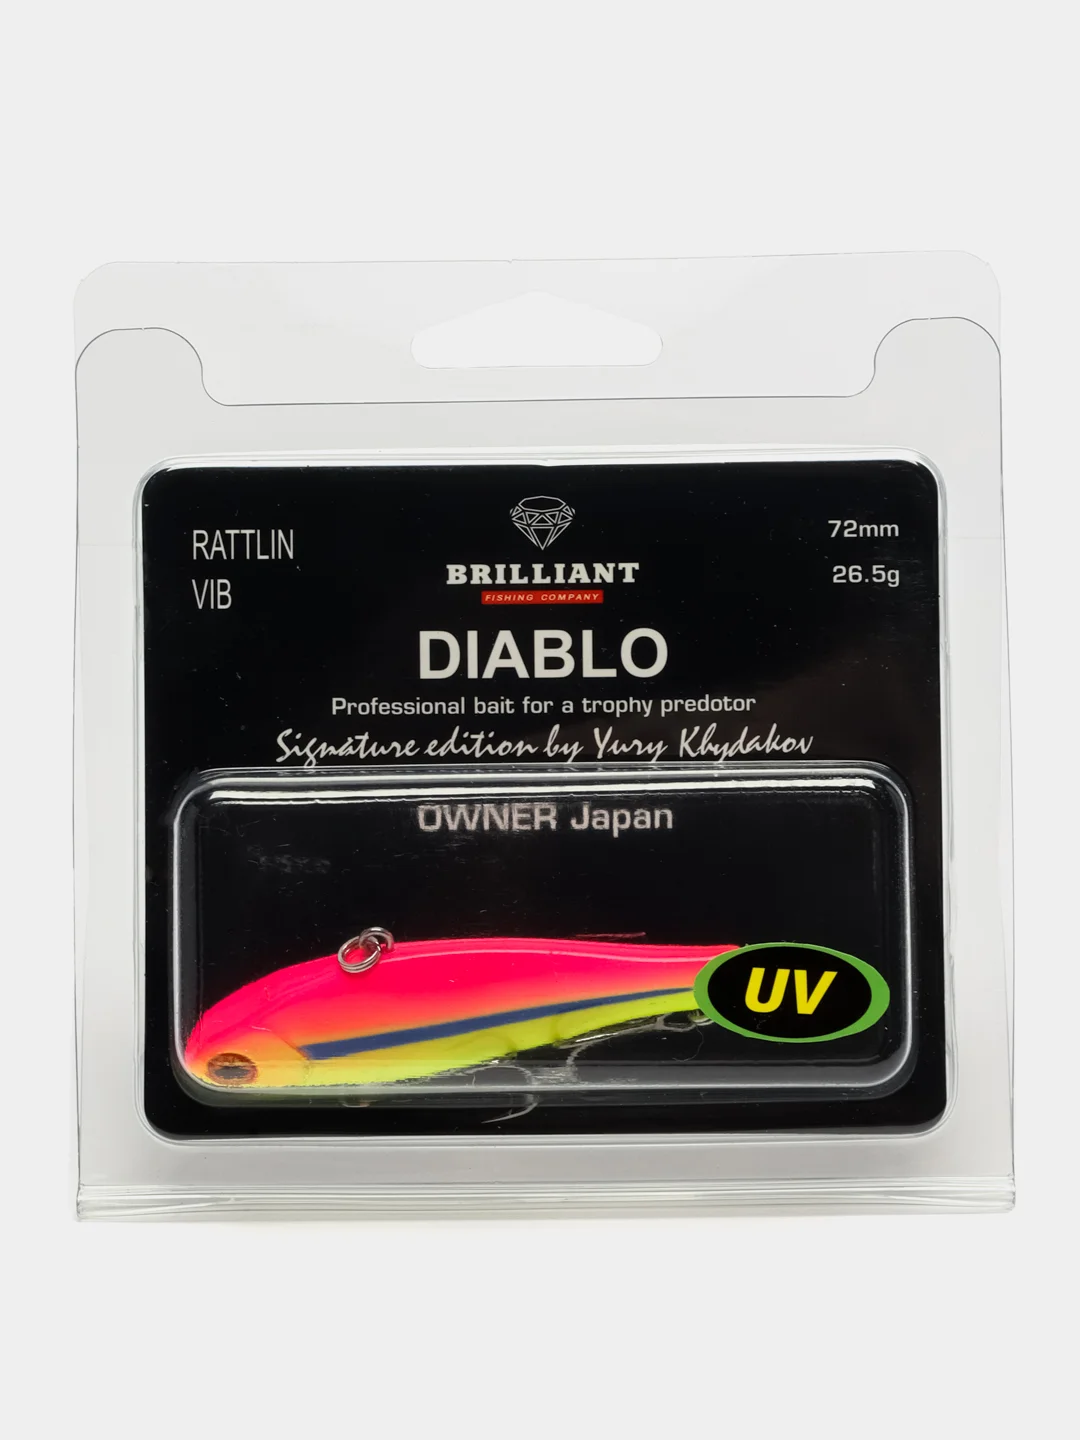 RATTLIN
VIB
72mm
26.5g
BRILLIANT
FISHING COMPANY
DIABLO
Professional bait for a trophy predotor
Signature edition by Yury Khydakov
OWNER Japan
UV